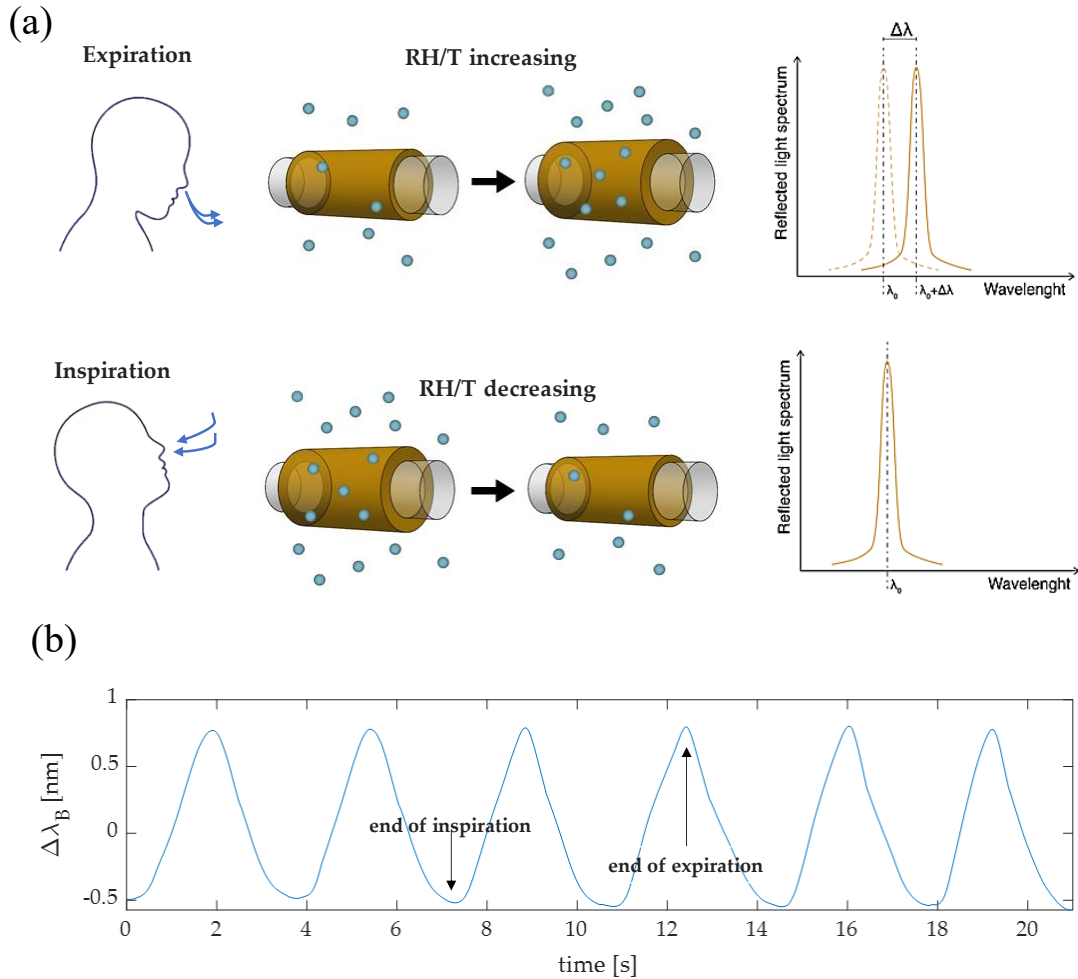 (a)
Expiration
RH/T increasing
Δλ
Reflected light spectrum
λ₀
λ₀+Δλ
Wavelenght
Inspiration
RH/T decreasing
Reflected light spectrum
λ₀
Wavelenght
(b)
1
0.5
0
-0.5
Δλ_B [nm]
end of inspiration
end of expiration
0 2 4 6 8 10 12 14 16 18 20
time [s]